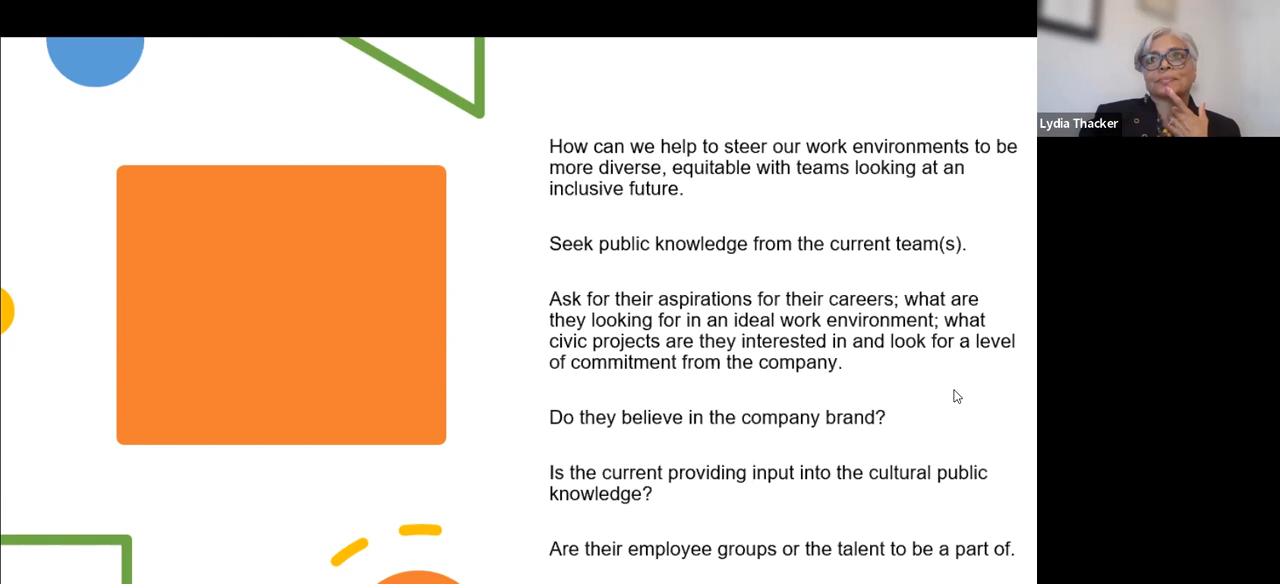 How can we help to steer our work environments to be
more diverse, equitable with teams looking at an
inclusive future.
Seek public knowledge from the current team(s).
Ask for their aspirations for their careers; what are
they looking for in an ideal work environment; what
civic projects are they interested in and look for a level
of commitment from the company.
Do they believe in the company brand?
Is the current providing input into the cultural public
knowledge?
Are their employee groups or the talent to be a part of.
Lydia Thacker